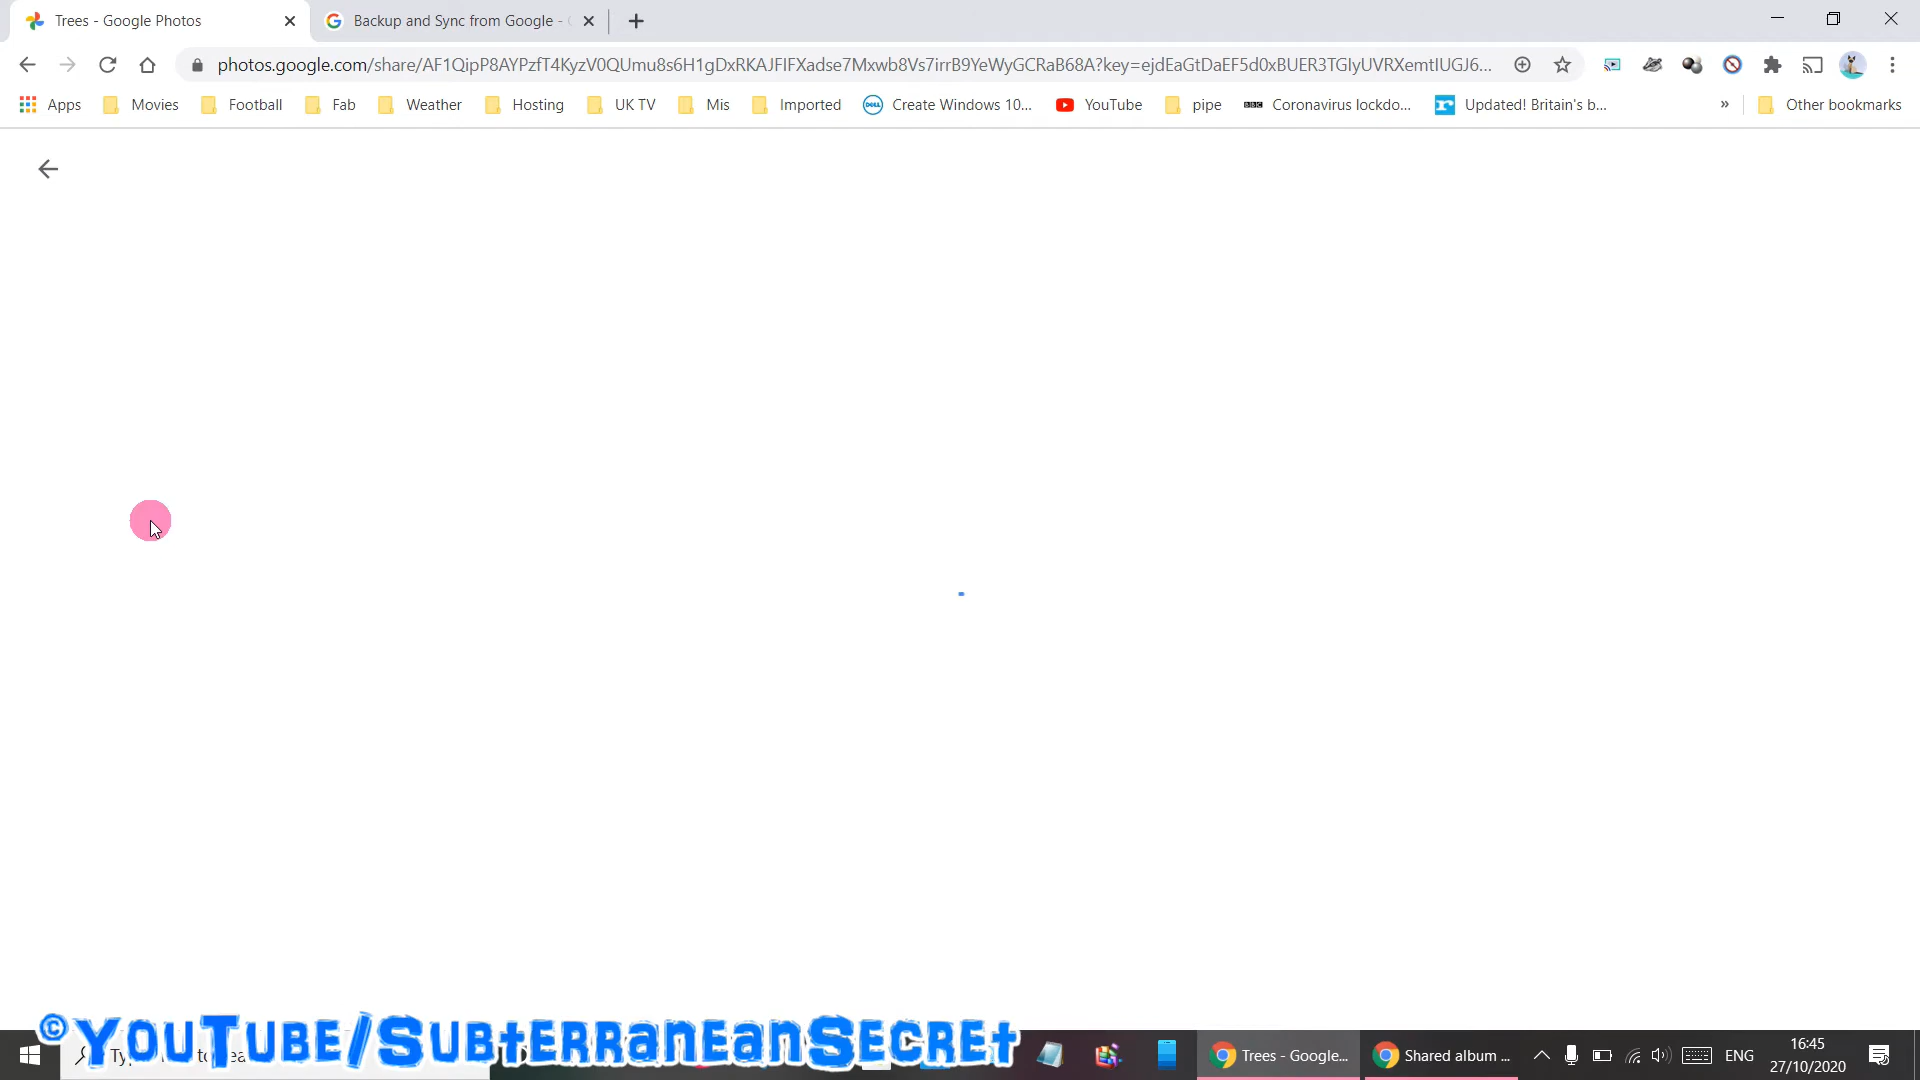 Trees - Google Photos
Backup and Sync from Google -
photos.google.com/share/AF1QipP8AYPzfT4KyzV0QUmu8s6H1gDxRKAJFIFXadse7Mxwb8Vs7irrB9YeWyGCRaB68A?key=ejdEaGtDaEF5d0xBUER3TGlyUVRXemtIUGJ6...
Apps
Movies
Football
Fab
Weather
Hosting
UK TV
Mis
Imported
DELL
Create Windows 10...
YouTube
pipe
BBC
Coronavirus lockdo...
r
Updated! Britain's b...
»
Other bookmarks
©YouTube/SubterraneanSecret
Trees - Google...
Shared album ...
ENG
16:45
27/10/2020